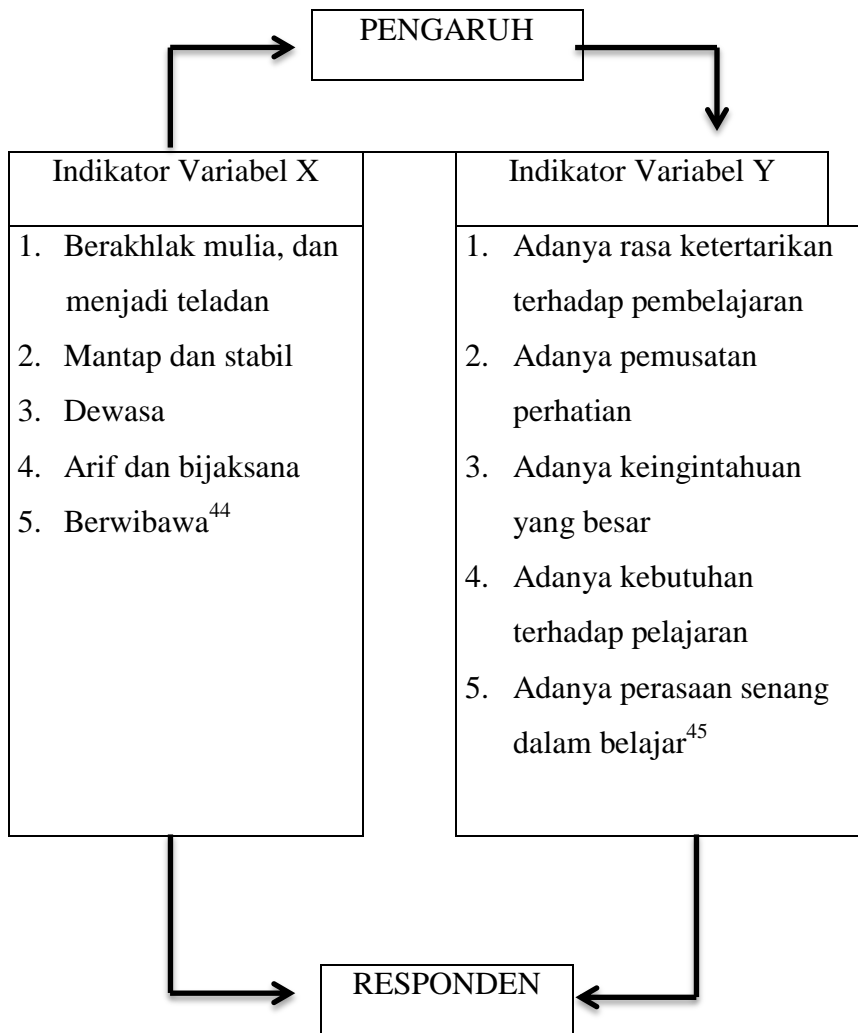 PENGARUH
Indikator Variabel X
1. Berakhlak mulia, dan
menjadi teladan
2. Mantap dan stabil
3. Dewasa
4. Arif dan bijaksana
5. Berwibawa44
Indikator Variabel Y
1. Adanya rasa ketertarikan
terhadap pembelajaran
2. Adanya pemusatan
perhatian
3. Adanya keingintahuan
yang besar
4. Adanya kebutuhan
terhadap pelajaran
5. Adanya perasaan senang
dalam belajar45
RESPONDEN